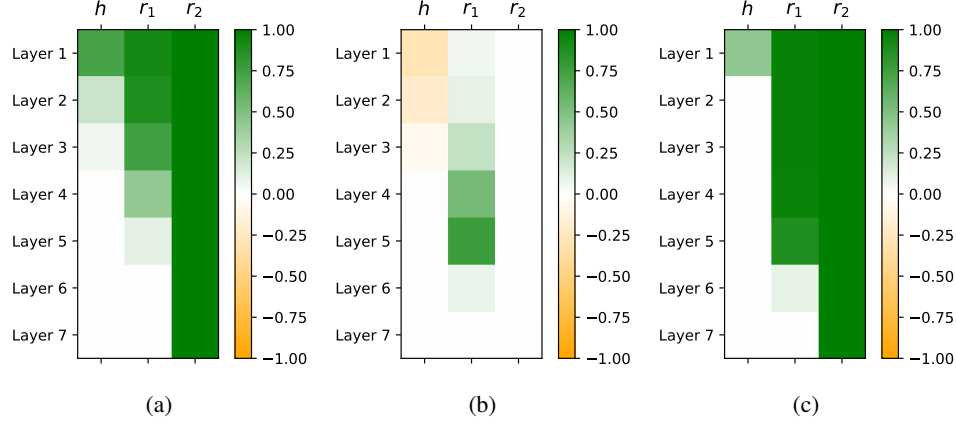 h r₁ r₂
Layer 1
Layer 2
Layer 3
Layer 4
Layer 5
Layer 6
Layer 7
1.00
0.75
0.50
0.25
0.00
−0.25
−0.50
−0.75
−1.00
(a)
h r₁ r₂
Layer 1
Layer 2
Layer 3
Layer 4
Layer 5
Layer 6
Layer 7
1.00
0.75
0.50
0.25
0.00
−0.25
−0.50
−0.75
−1.00
(b)
h r₁ r₂
Layer 1
Layer 2
Layer 3
Layer 4
Layer 5
Layer 6
Layer 7
1.00
0.75
0.50
0.25
0.00
−0.25
−0.50
−0.75
−1.00
(c)